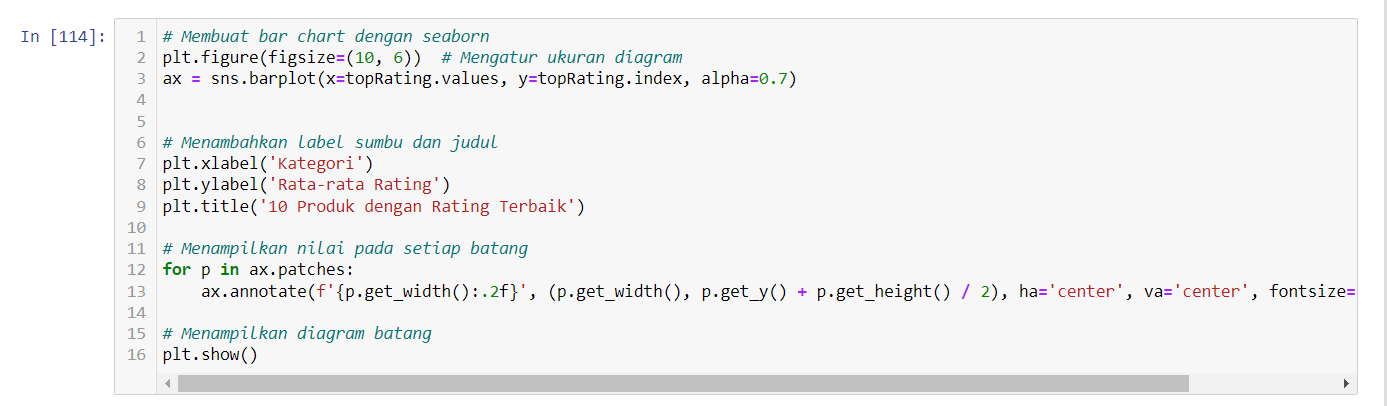 In [114]:
1 # Membuat bar chart dengan seaborn
2 plt.figure(figsize=(10, 6))  # Mengatur ukuran diagram
3 ax = sns.barplot(x=topRating.values, y=topRating.index, alpha=0.7)
4
5
6 # Menambahkan label sumbu dan judul
7 plt.xlabel('Kategori')
8 plt.ylabel('Rata-rata Rating')
9 plt.title('10 Produk dengan Rating Terbaik')
10
11 # Menampilkan nilai pada setiap batang
12 for p in ax.patches:
13     ax.annotate(f'{p.get_width():.2f}', (p.get_width(), p.get_y() + p.get_height() / 2), ha='center', va='center', fontsize=
14
15 # Menampilkan diagram batang
16 plt.show()